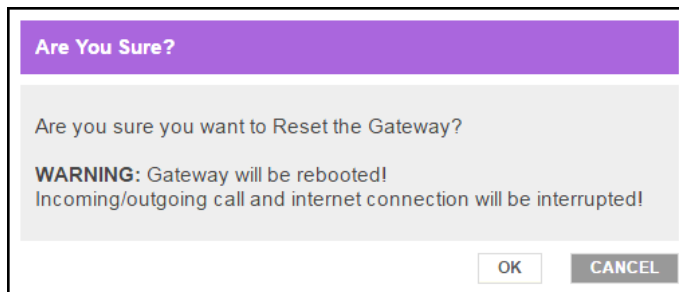 Are You Sure?
Are you sure you want to Reset the Gateway?
WARNING: Gateway will be rebooted!
Incoming/outgoing call and internet connection will be interrupted!
OK
CANCEL